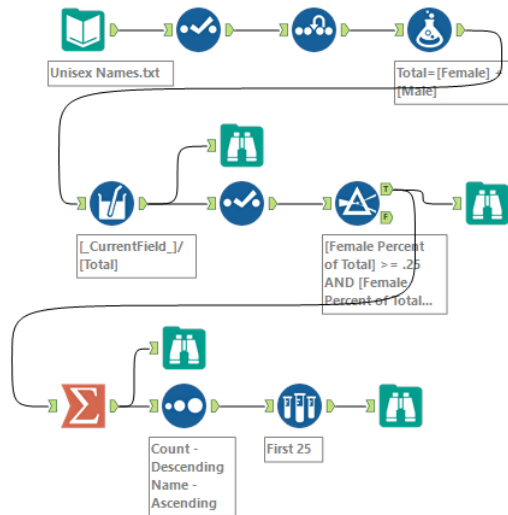 Unisex Names.txt
Total=[Female] +
[Male]
[_CurrentField_]/
[Total]
T
F
[Female Percent
of Total] >= .25
AND [Female
Percent of Total...
Count -
Descending
Name -
Ascending
First 25